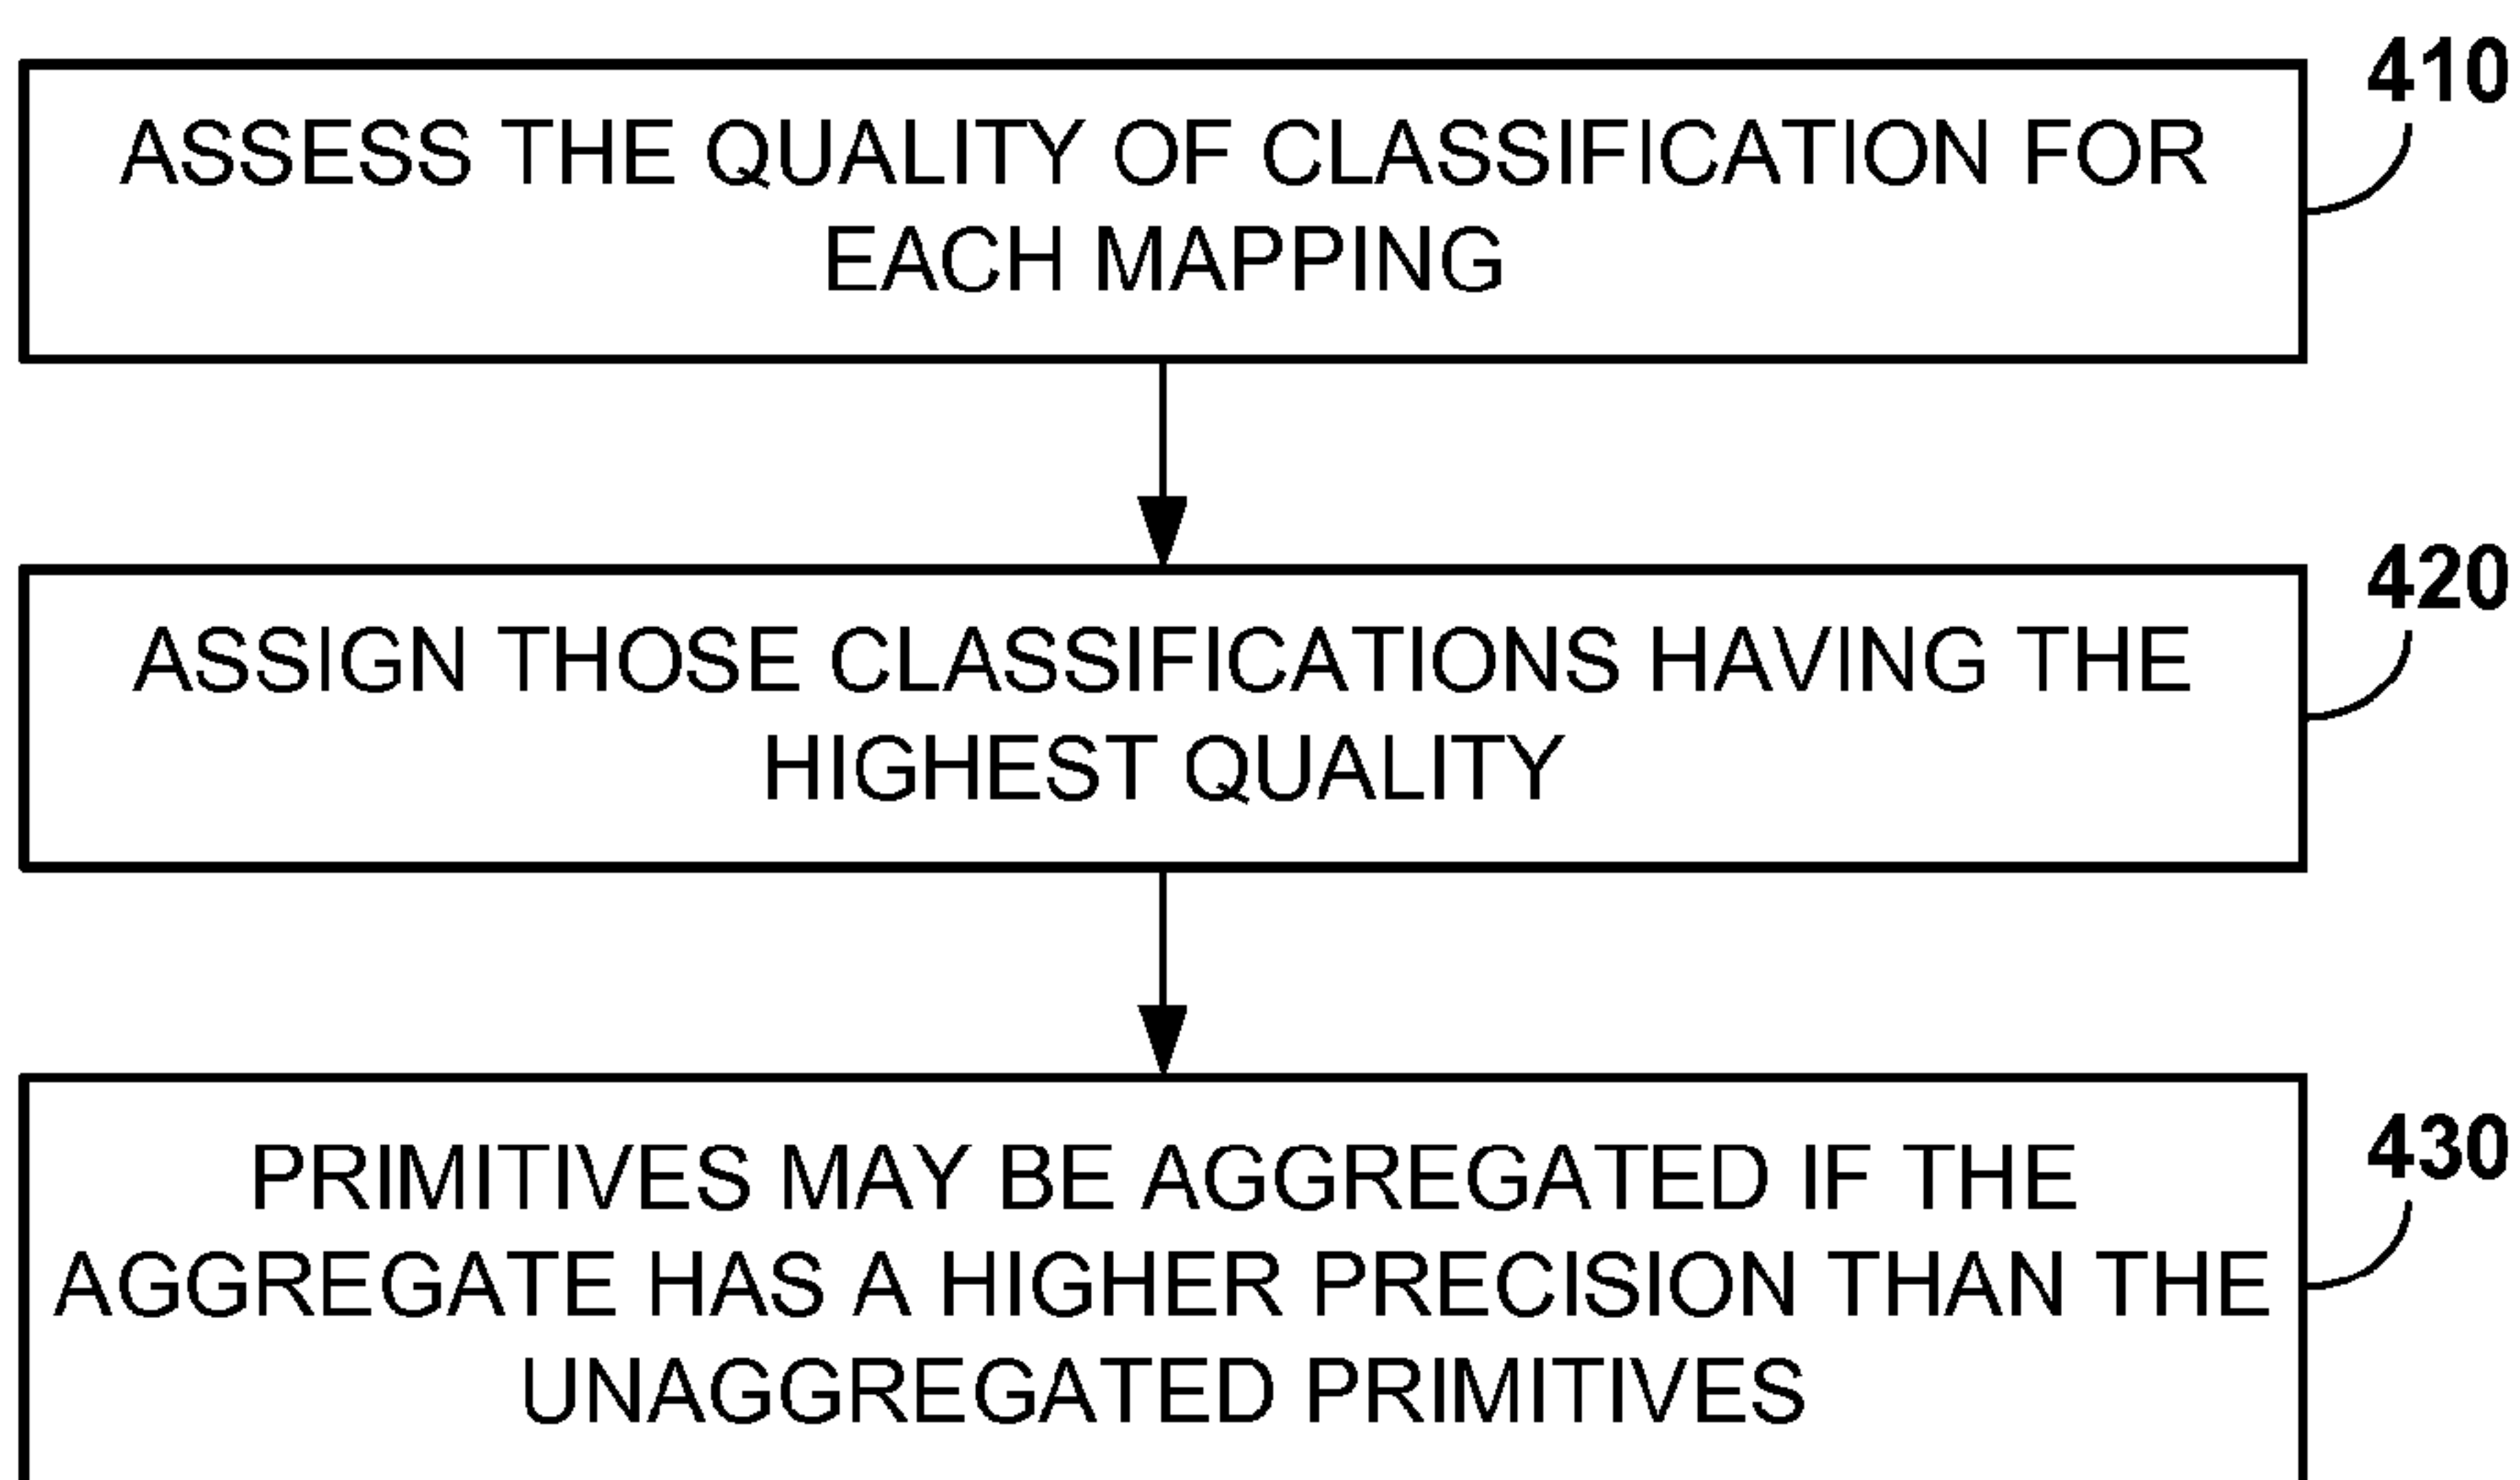 410
ASSESS THE QUALITY OF CLASSIFICATION FOR
EACH MAPPING
420
ASSIGN THOSE CLASSIFICATIONS HAVING THE
HIGHEST QUALITY
430
PRIMITIVES MAY BE AGGREGATED IF THE
AGGREGATE HAS A HIGHER PRECISION THAN THE
UNAGGREGATED PRIMITIVES